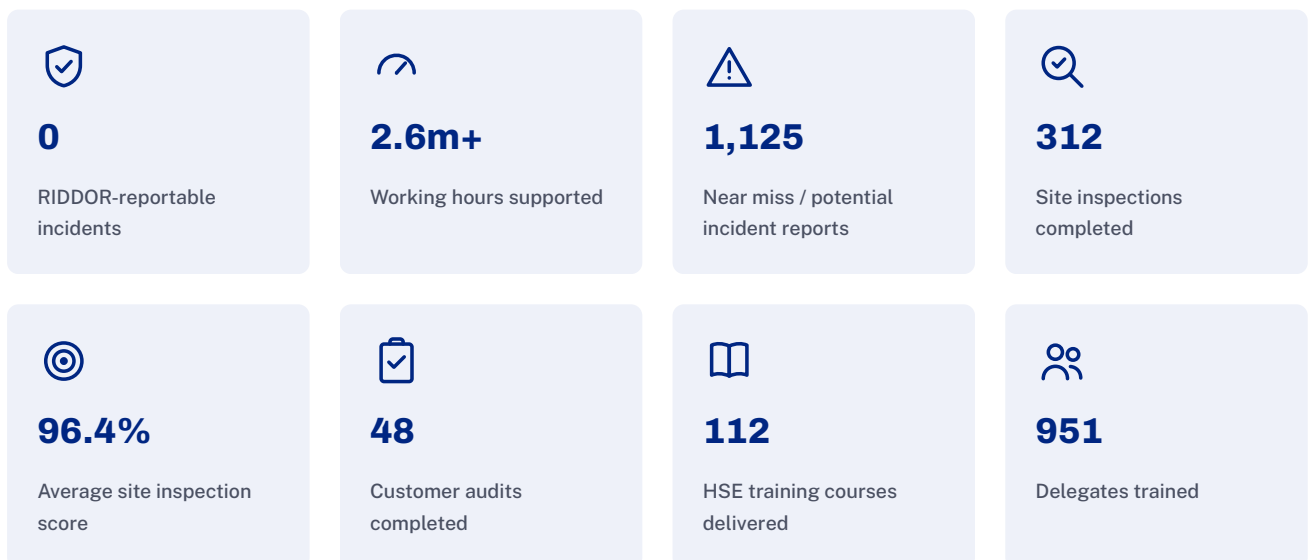 0
RIDDOR-reportable
incidents
2.6m+
Working hours supported
1,125
Near miss / potential
incident reports
312
Site inspections
completed
96.4%
Average site inspection
score
48
Customer audits
completed
112
HSE training courses
delivered
951
Delegates trained